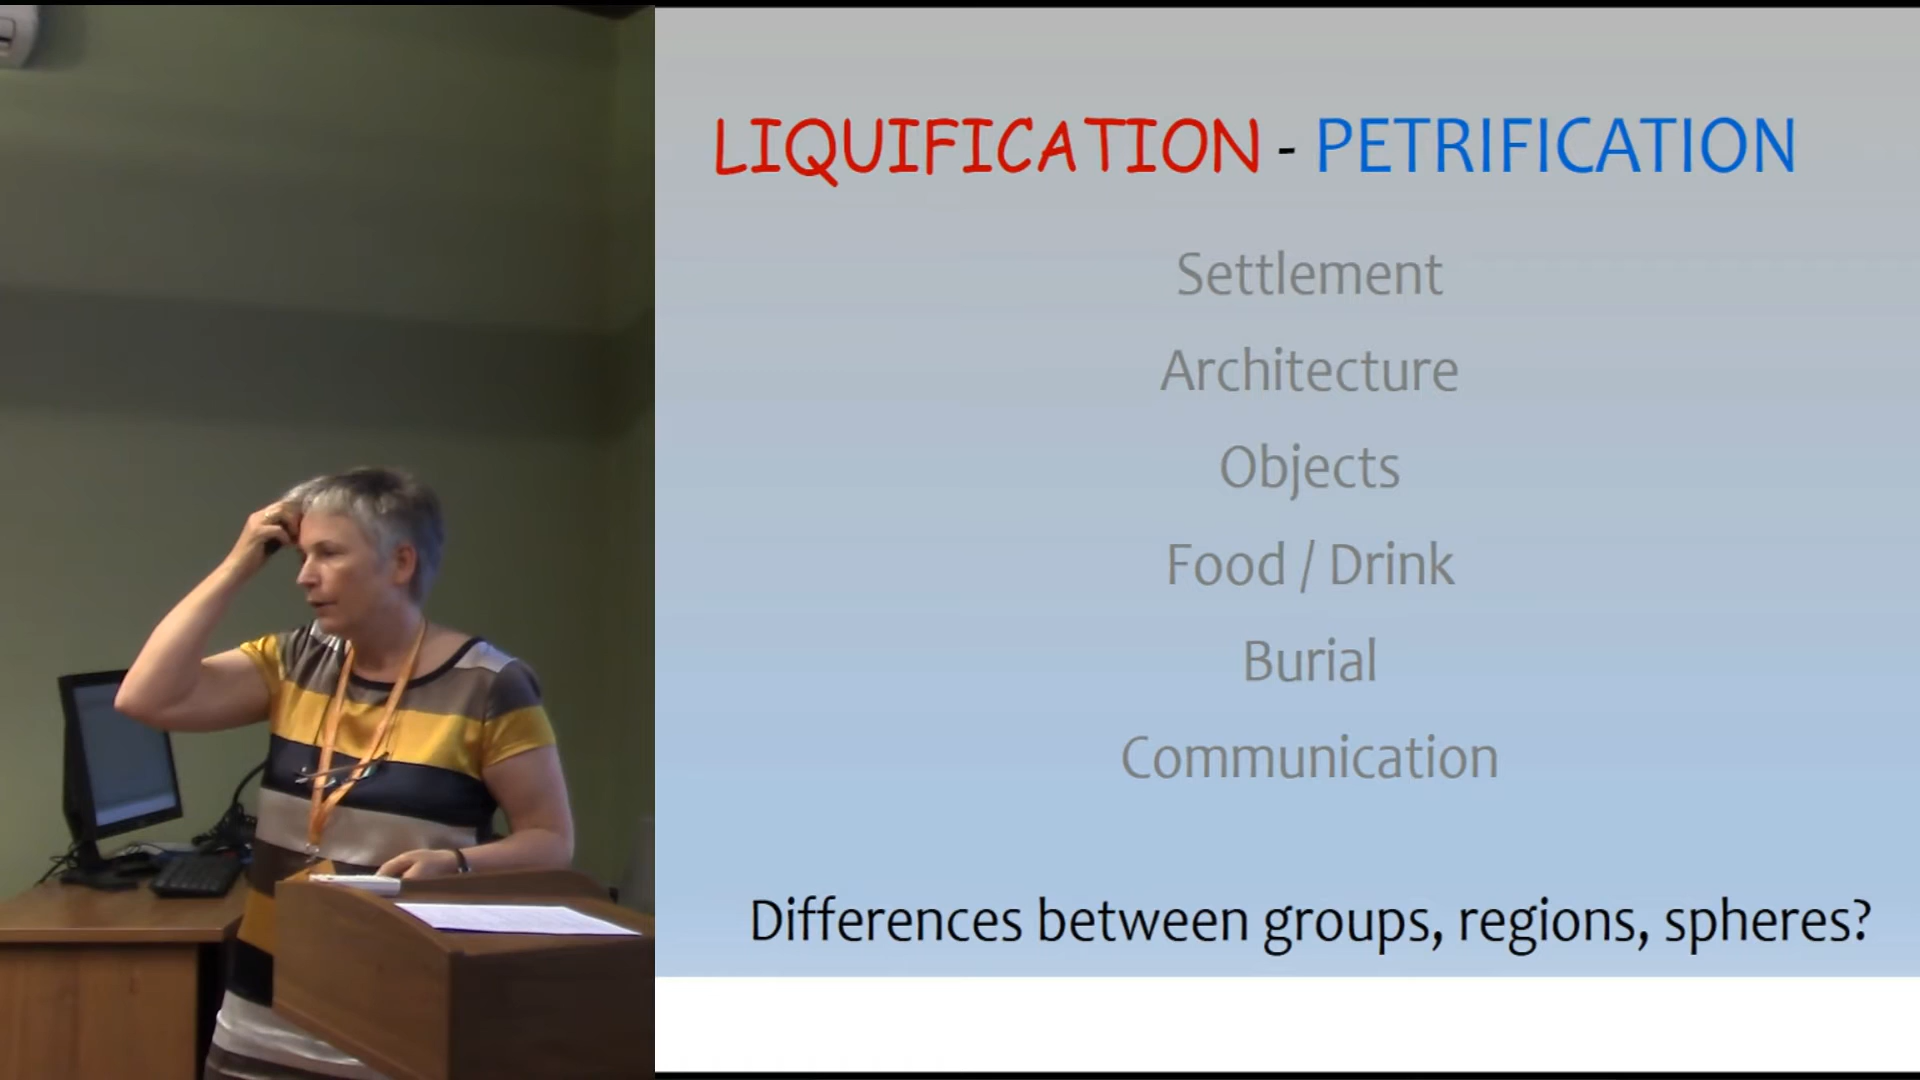 LIQUIFICATION - PETRIFICATION
Settlement
Architecture
Objects
Food / Drink
Burial
Communication
Differences between groups, regions, spheres?